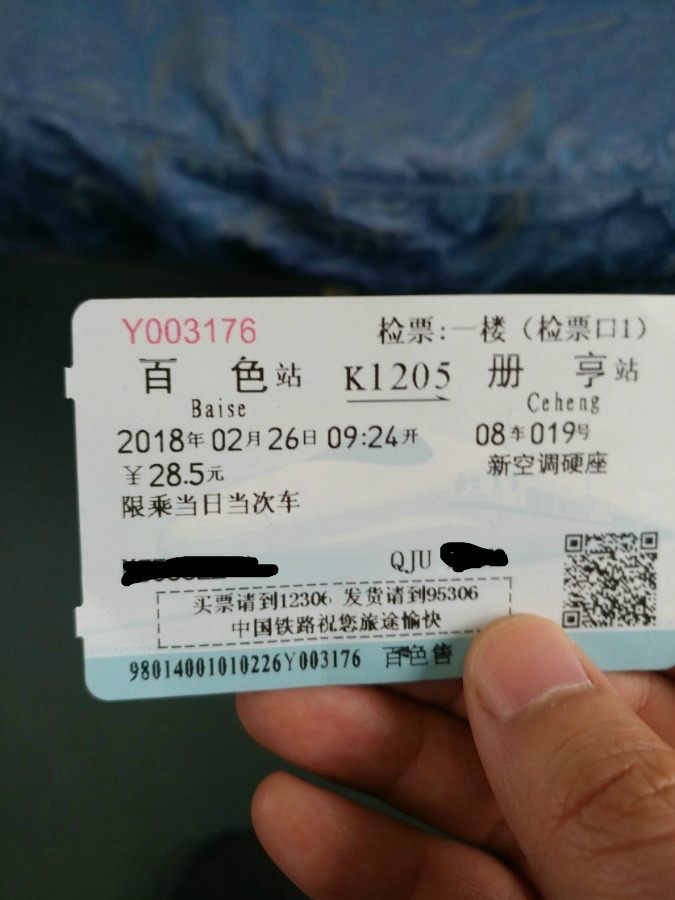 Y003176 检票:一楼（检票口1）
百色站 K1205 册亨站
Baise Ceheng
2018年02月26日09:24开 08车019号
￥28.5元 新空调硬座
限乘当日当次车
QJU
买票请到12306 发货请到95306
中国铁路祝您旅途愉快
98014001010226Y003176 百色售